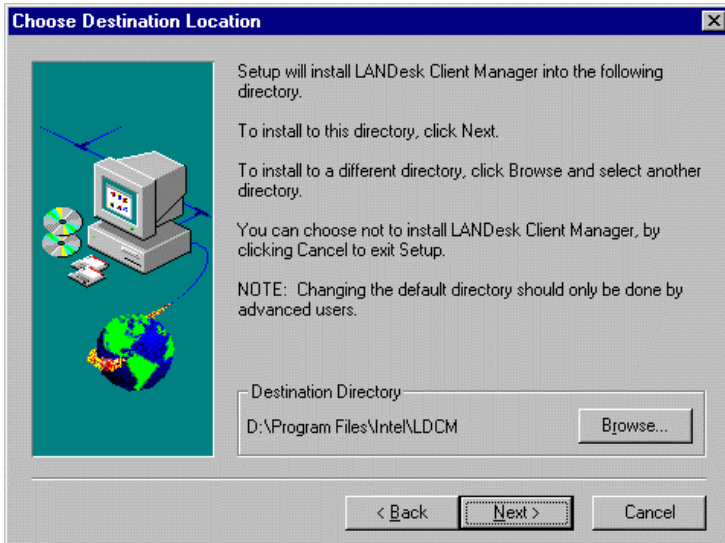 Choose Destination Location
Setup will install LANDesk Client Manager into the following
directory.
To install to this directory, click Next.
To install to a different directory, click Browse and select another
directory.
You can choose not to install LANDesk Client Manager, by
clicking Cancel to exit Setup.
NOTE:  Changing the default directory should only be done by
advanced users.
Destination Directory
D:\Program Files\Intel\LDCM
Browse...
< Back
Next >
Cancel